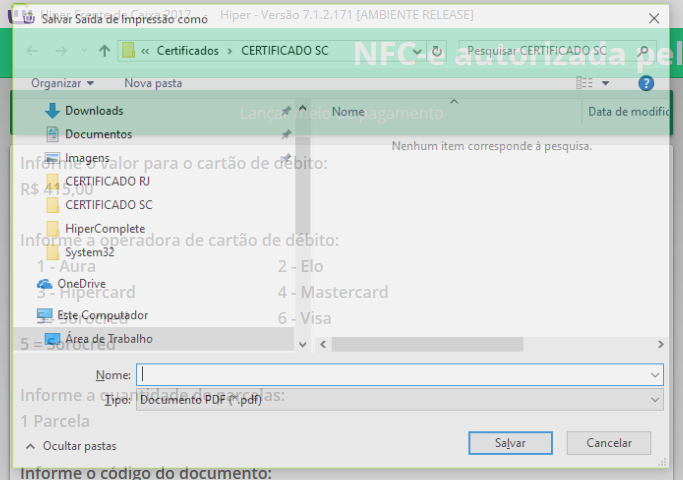 Hiper Frente de Caixa 2017 Hiper - Versão 7.1.2.171 [AMBIENTE RELEASE]
Salvar Saída de Impressão como
« Certificados › CERTIFICADO SC
Pesquisar CERTIFICADO SC
NFC-e autorizada pel
Organizar Nova pasta
?
Downloads
Nome Data de modific
Lançar meio de pagamento
Documentos
Nenhum item corresponde à pesquisa.
Imagens
Informe o valor para o cartão de débito:
CERTIFICADO RJ
R$ 415,00
CERTIFICADO SC
HiperComplete
Informe a operadora de cartão de débito:
System32
1 - Aura 2 - Elo
OneDrive
3 - Hipercard 4 - Mastercard
Este Computador
5 - Sorocred 6 - Visa
Área de Trabalho
5 = Sorocred
Nome:
Informe a quantidade de parcelas:
Tipo: Documento PDF (*.pdf)
1 Parcela
Ocultar pastas Salvar Cancelar
Informe o código do documento: